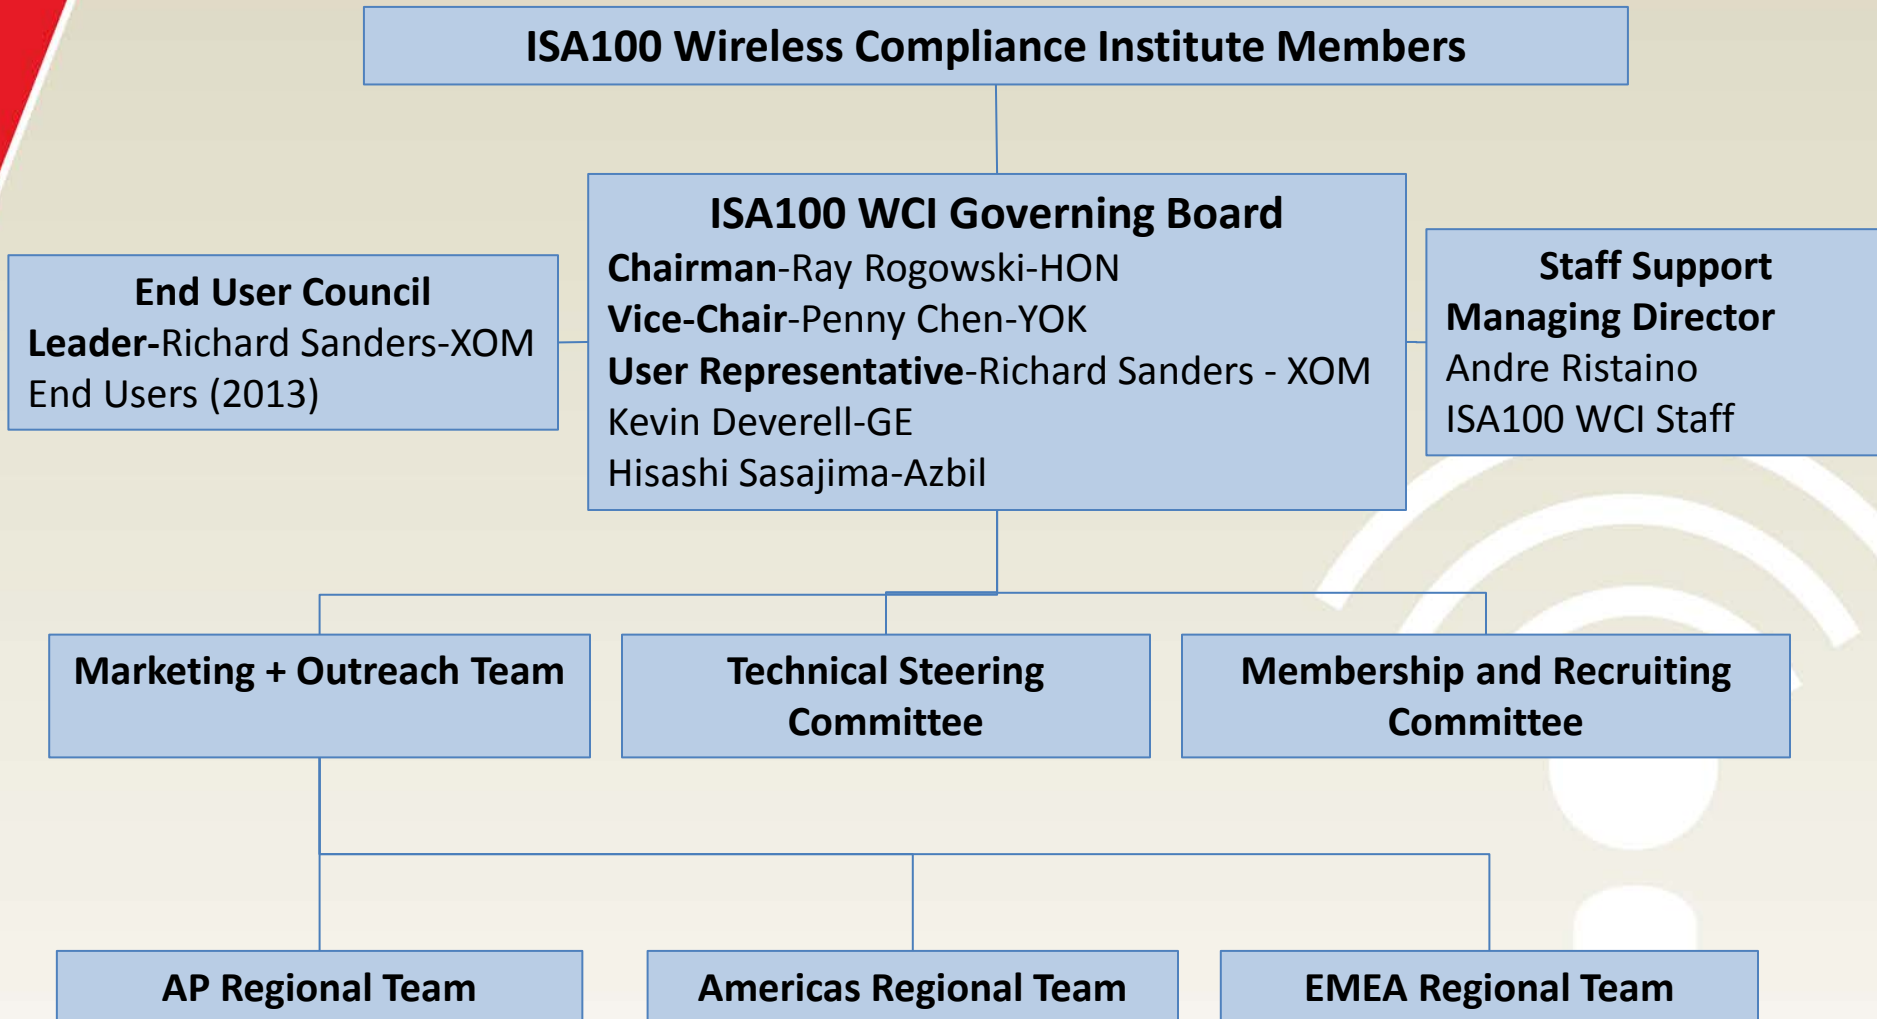 ISA100 Wireless Compliance Institute Members
ISA100 WCI Governing Board
Chairman-Ray Rogowski-HON
Vice-Chair-Penny Chen-YOK
User Representative-Richard Sanders - XOM
Kevin Deverell-GE
Hisashi Sasajima-Azbil
End User Council
Leader-Richard Sanders-XOM
End Users (2013)
Staff Support
Managing Director
Andre Ristaino
ISA100 WCI Staff
Marketing + Outreach Team
Technical Steering
Committee
Membership and Recruiting
Committee
AP Regional Team
Americas Regional Team
EMEA Regional Team